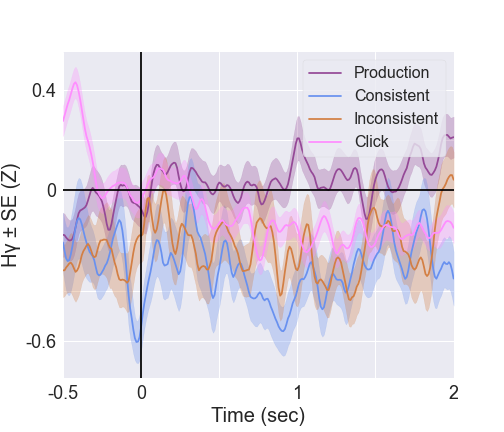 Production
Consistent
Inconsistent
Click
0.4
0
-0.6
Hγ ± SE (Z)
-0.5
0
1
2
Time (sec)